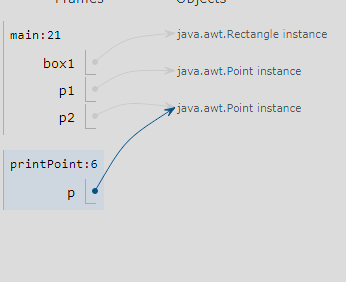 Frames Objects
main:21 java.awt.Rectangle instance
box1
p1 java.awt.Point instance
p2 java.awt.Point instance
printPoint:6
p